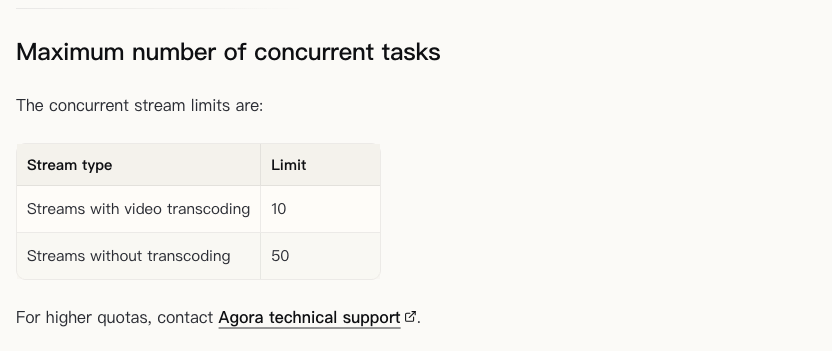 Maximum number of concurrent tasks
The concurrent stream limits are:
Stream type Limit
Streams with video transcoding 10
Streams without transcoding 50
For higher quotas, contact Agora technical support.